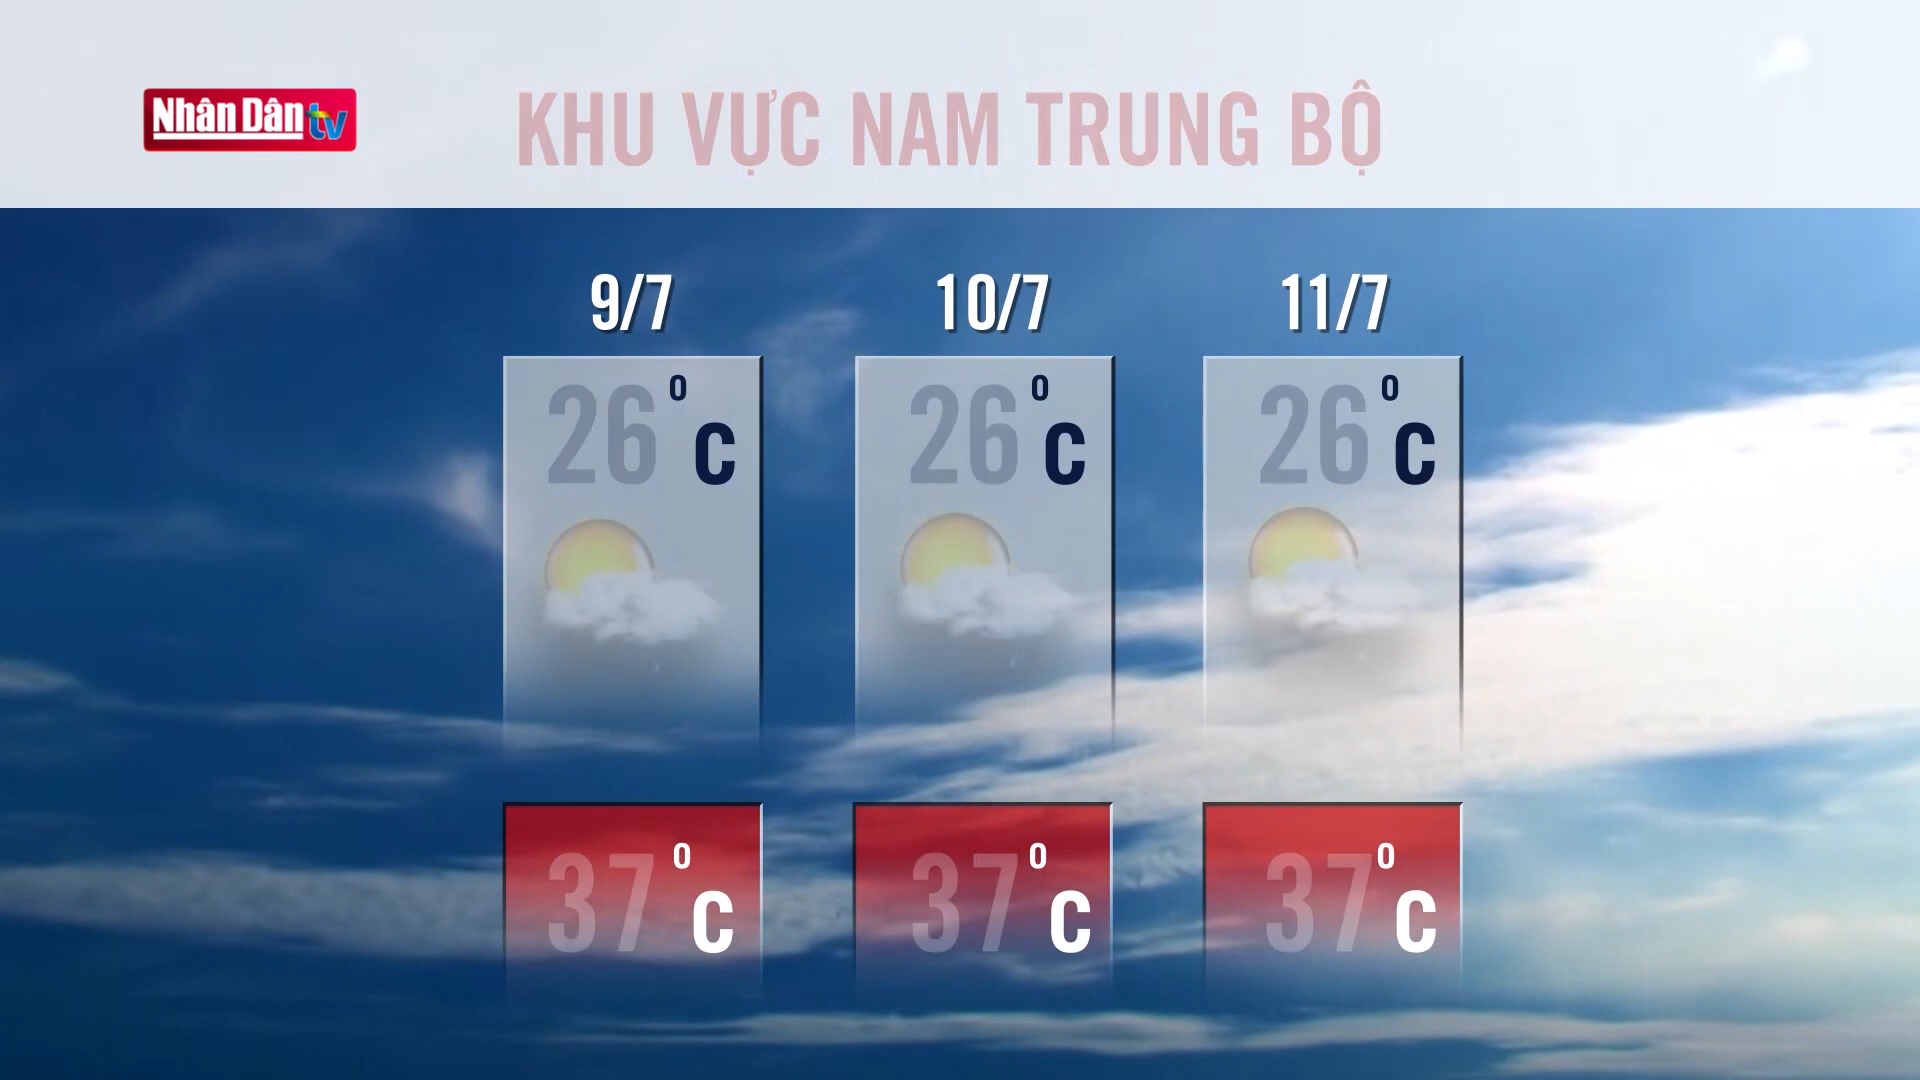 Nhân Dân tv
KHU VỰC NAM TRUNG BỘ
9/7 10/7 11/7
26°C 26°C 26°C
37°C 37°C 37°C